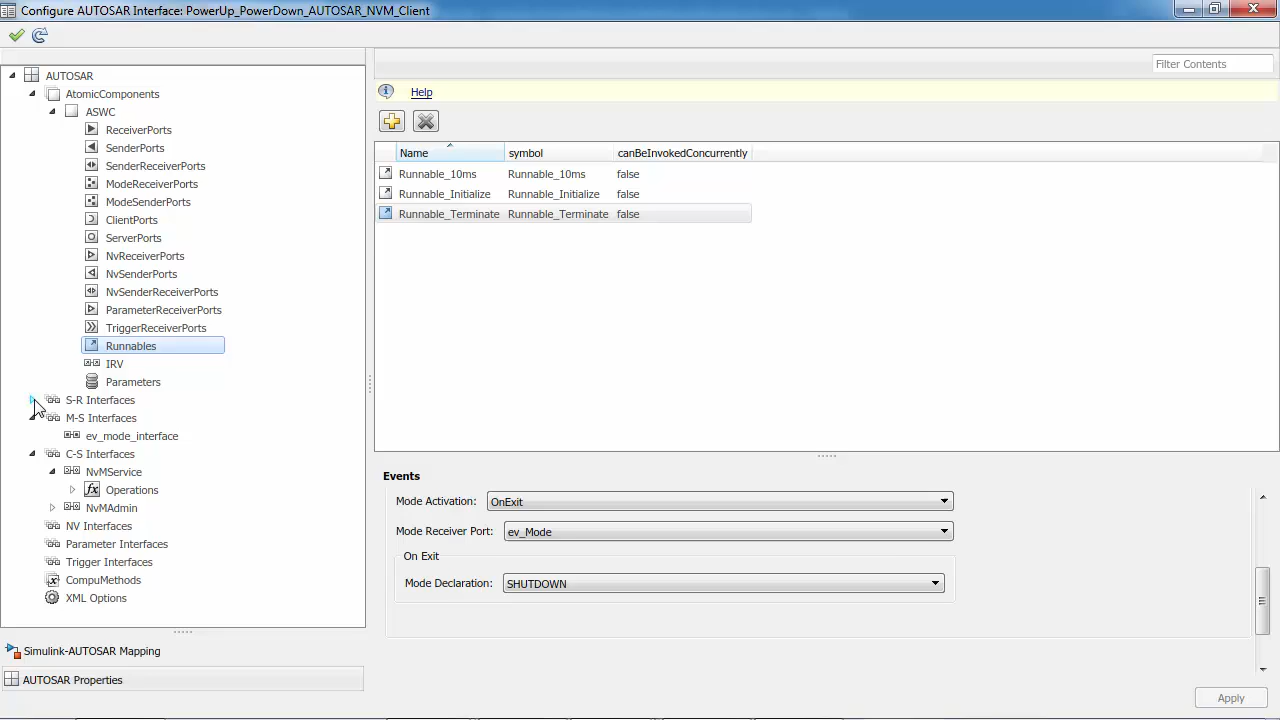 Configure AUTOSAR Interface: PowerUp_PowerDown_AUTOSAR_NVM_Client
Filter Contents
AUTOSAR
AtomicComponents
ASWC
ReceiverPorts
SenderPorts
SenderReceiverPorts
ModeReceiverPorts
ModeSenderPorts
ClientPorts
ServerPorts
NvReceiverPorts
NvSenderPorts
NvSenderReceiverPorts
ParameterReceiverPorts
TriggerReceiverPorts
Runnables
IRV
Parameters
S-R Interfaces
M-S Interfaces
ev_mode_interface
C-S Interfaces
NvMService
fx Operations
NvMAdmin
NV Interfaces
Parameter Interfaces
Trigger Interfaces
CompuMethods
XML Options
Simulink-AUTOSAR Mapping
AUTOSAR Properties
Help
Name symbol canBeInvokedConcurrently
Runnable_10ms Runnable_10ms false
Runnable_Initialize Runnable_Initialize false
Runnable_Terminate Runnable_Terminate false
Events
Mode Activation: OnExit
Mode Receiver Port: ev_Mode
On Exit
Mode Declaration: SHUTDOWN
Apply